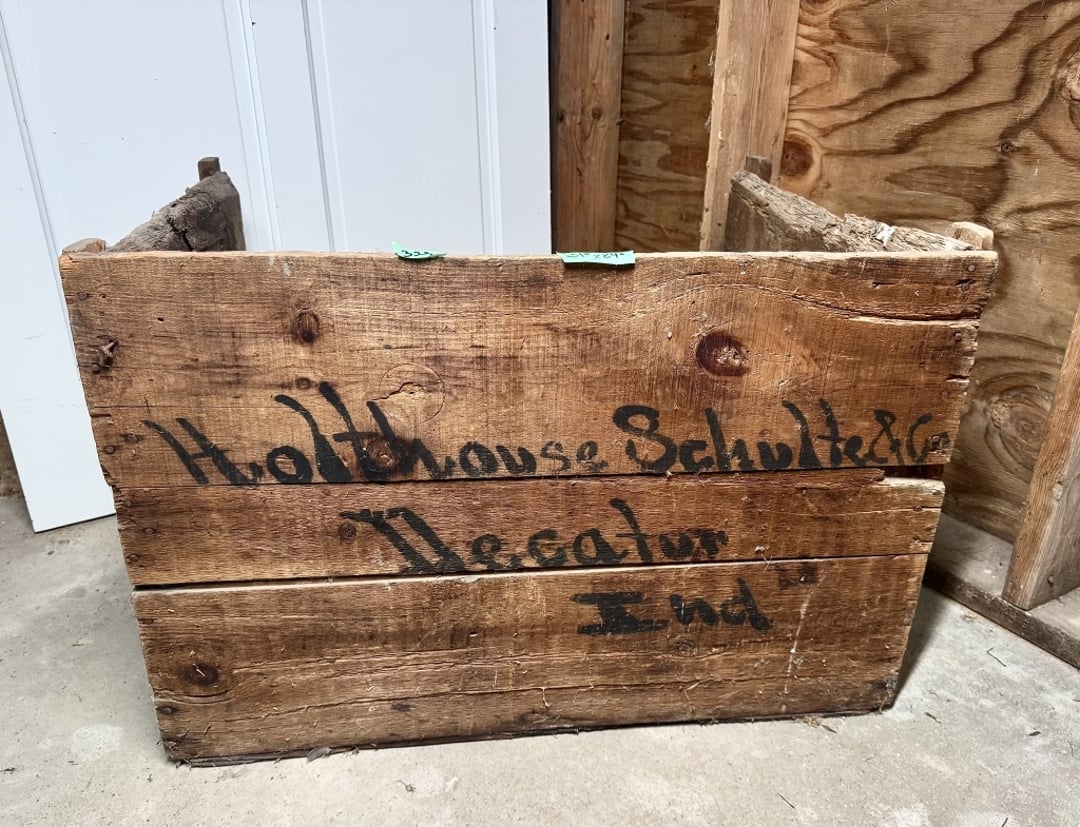 Holthouse Schulte & Co
Decatur
Ind